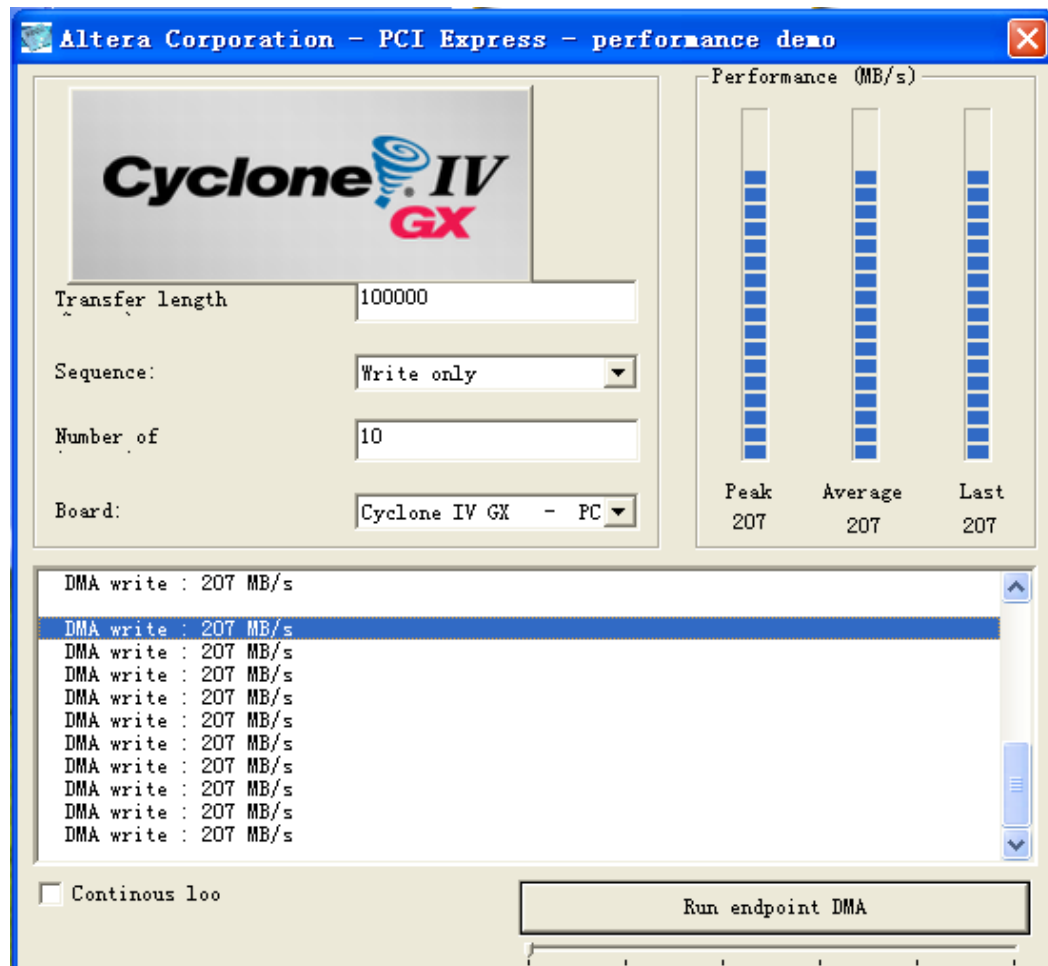 Altera Corporation - PCI Express - performance demo
Cyclone IV
GX
Transfer length
100000
Sequence:
Write only
Number of
10
Board:
Cyclone IV GX - PC
Performance (MB/s)
Peak Average Last
207 207 207
DMA write : 207 MB/s
DMA write : 207 MB/s
DMA write : 207 MB/s
DMA write : 207 MB/s
DMA write : 207 MB/s
DMA write : 207 MB/s
DMA write : 207 MB/s
DMA write : 207 MB/s
DMA write : 207 MB/s
DMA write : 207 MB/s
DMA write : 207 MB/s
Continous loo
Run endpoint DMA